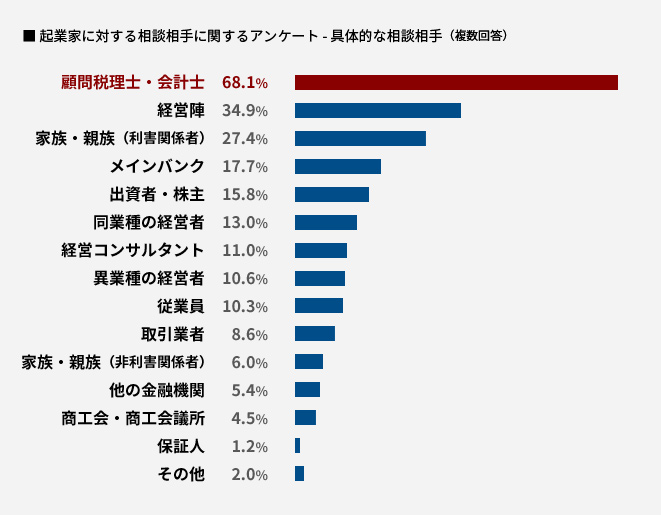 ■ 起業家に対する相談相手に関するアンケート - 具体的な相談相手（複数回答）
顧問税理士・会計士 68.1%
経営陣 34.9%
家族・親族（利害関係者） 27.4%
メインバンク 17.7%
出資者・株主 15.8%
同業種の経営者 13.0%
経営コンサルタント 11.0%
異業種の経営者 10.6%
従業員 10.3%
取引業者 8.6%
家族・親族（非利害関係者） 6.0%
他の金融機関 5.4%
商工会・商工会議所 4.5%
保証人 1.2%
その他 2.0%